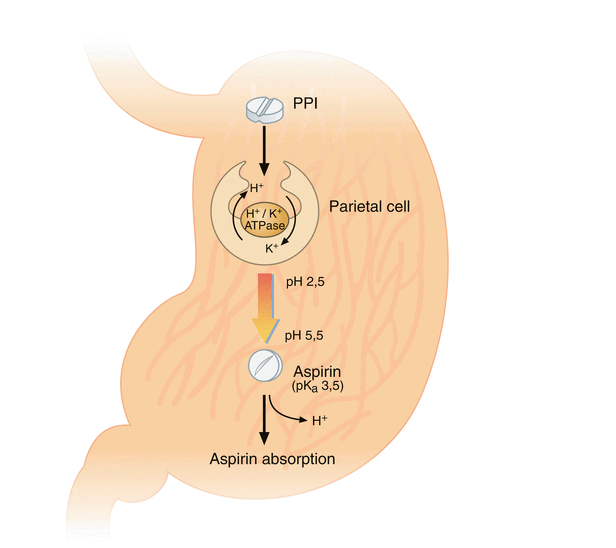 PPI
H⁺
H⁺ / K⁺
ATPase
K⁺
Parietal cell
pH 2,5
pH 5,5
Aspirin
(pKₐ 3,5)
H⁺
Aspirin absorption